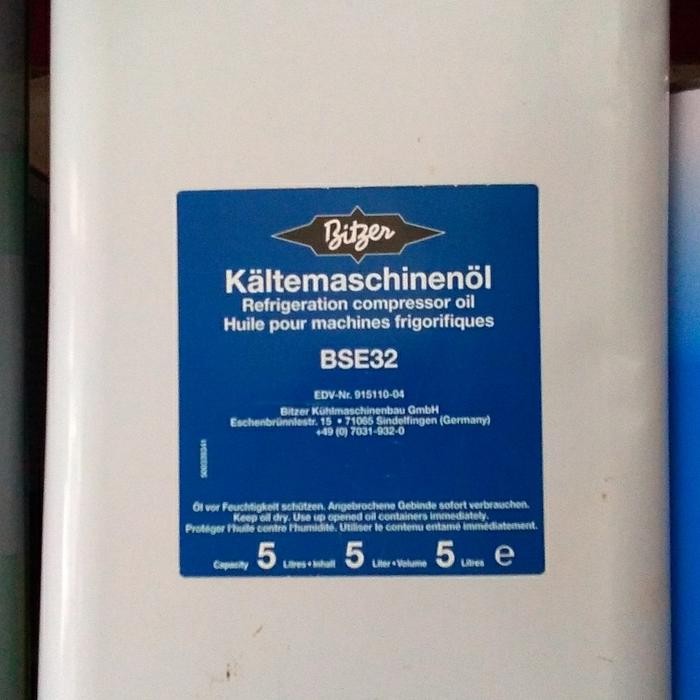 Bitzer
Kältemaschinenöl
Refrigeration compressor oil
Huile pour machines frigorifiques
BSE32
EDV-Nr. 915110-04
Bitzer Kühlmaschinenbau GmbH
Eschenbrünnlestr. 15 • 71065 Sindelfingen (Germany)
+49 (0) 7031-932-0
Öl vor Feuchtigkeit schützen. Angebrochene Gebinde sofort verbrauchen.
Keep oil dry. Use up opened oil containers immediately.
Protéger l'huile contre l'humidité. Utiliser le contenu entamé immédiatement.
Capacity 5 Litres • Inhalt 5 Liter • Volume 5 Litres e